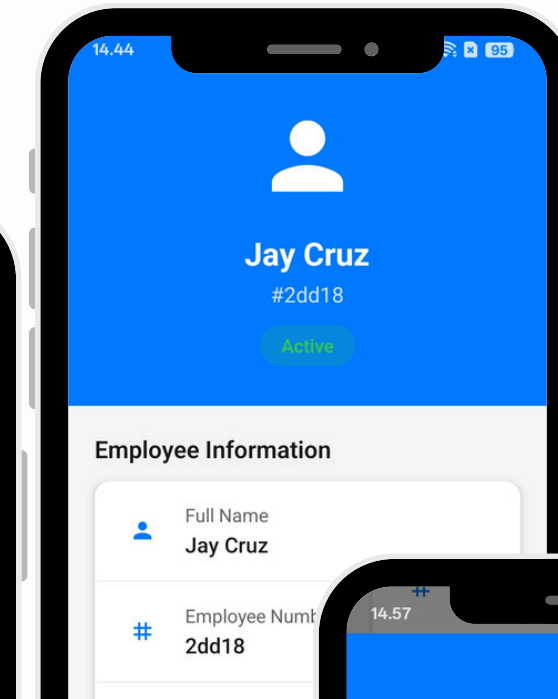 14.44
95
Jay Cruz
#2dd18
Active
Employee Information
Full Name
Jay Cruz
Employee Numb
2dd18
14.57